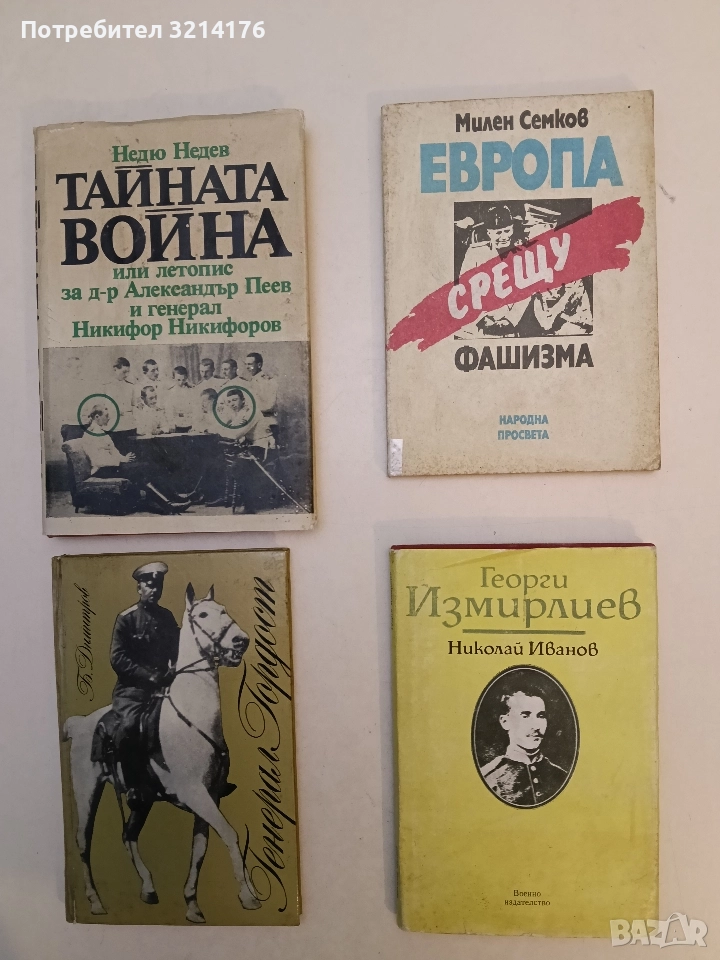 Потребител 3214176
Недю Недев
ТАЙНАТА
ВОЙНА
или летопис
за д-р Александър Пеев
и генерал
Никифор Никифоров
Милен Семков
ЕВРОПА
СРЕЩУ
ФАШИЗМА
НАРОДНА
ПРОСВЕТА
Б. Димитров
Генерал Гордост
Георги
Измирлиев
Николай Иванов
Военно
издателство
BAZAR